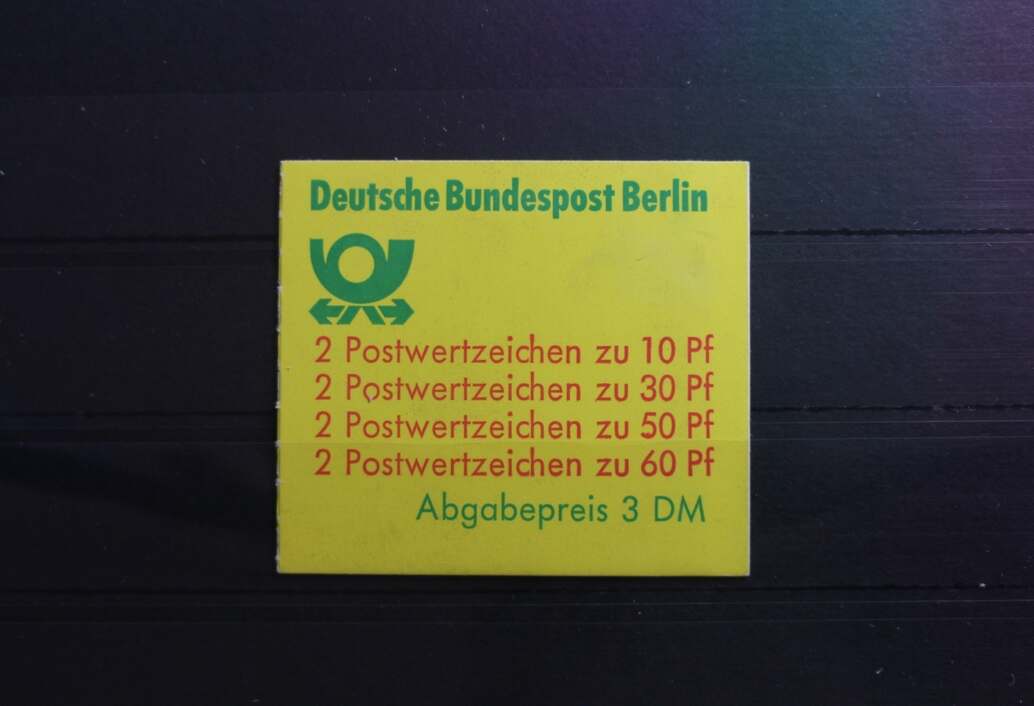 Deutsche Bundespost Berlin
2 Postwertzeichen zu 10 Pf
2 Postwertzeichen zu 30 Pf
2 Postwertzeichen zu 50 Pf
2 Postwertzeichen zu 60 Pf
Abgabepreis 3 DM